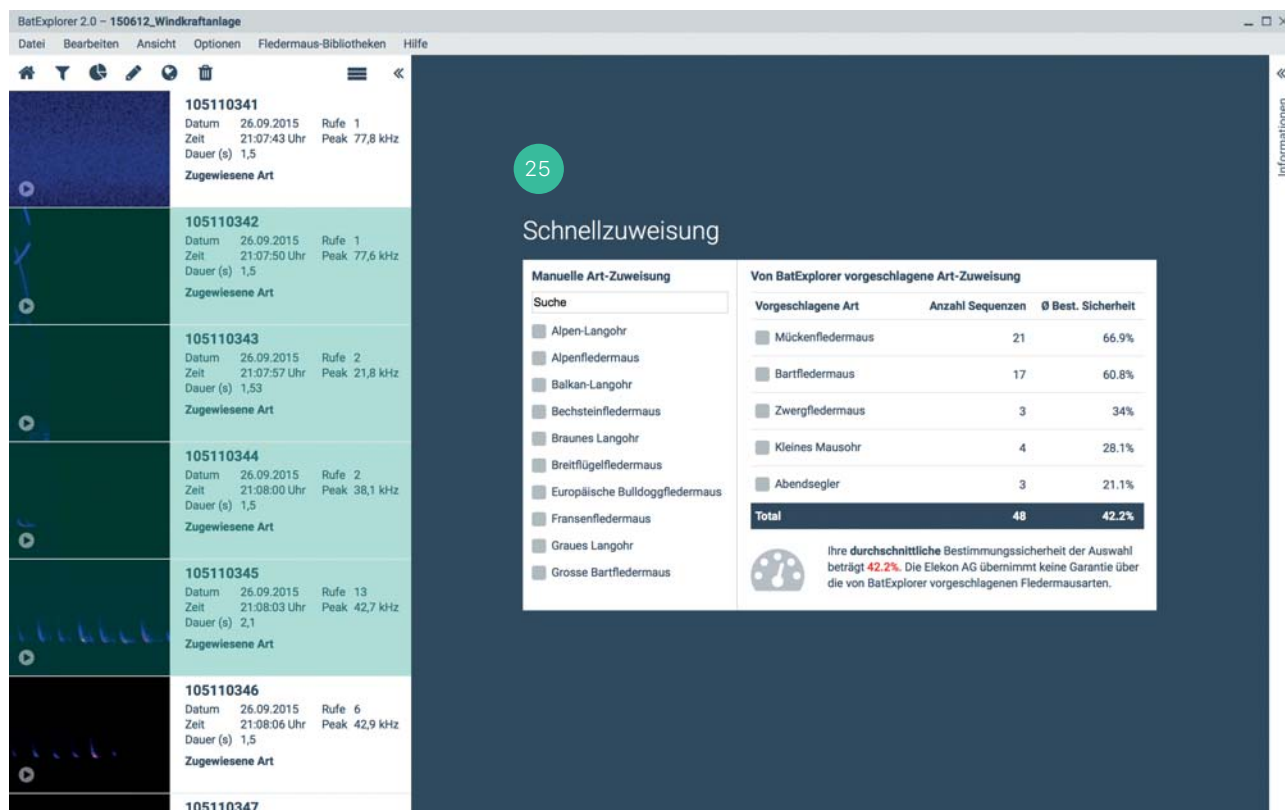 BatExplorer 2.0 – 150612_Windkraftanlage
Datei Bearbeiten Ansicht Optionen Fledermaus-Bibliotheken Hilfe
105110341
Datum 26.09.2015 Rufe 1
Zeit 21:07:43 Uhr Peak 77,8 kHz
Dauer (s) 1,5
Zugewiesene Art
105110342
Datum 26.09.2015 Rufe 1
Zeit 21:07:50 Uhr Peak 77,6 kHz
Dauer (s) 1,5
Zugewiesene Art
105110343
Datum 26.09.2015 Rufe 2
Zeit 21:07:57 Uhr Peak 21,8 kHz
Dauer (s) 1,53
Zugewiesene Art
105110344
Datum 26.09.2015 Rufe 2
Zeit 21:08:00 Uhr Peak 38,1 kHz
Dauer (s) 1,5
Zugewiesene Art
105110345
Datum 26.09.2015 Rufe 13
Zeit 21:08:03 Uhr Peak 42,7 kHz
Dauer (s) 2,1
Zugewiesene Art
105110346
Datum 26.09.2015 Rufe 6
Zeit 21:08:06 Uhr Peak 42,9 kHz
Dauer (s) 1,5
Zugewiesene Art
105110347
25
Schnellzuweisung
Manuelle Art-Zuweisung
Suche
Alpen-Langohr
Alpenfledermaus
Balkan-Langohr
Bechsteinfledermaus
Braunes Langohr
Breitflügelfledermaus
Europäische Bulldoggfledermaus
Fransenfledermaus
Graues Langohr
Grosse Bartfledermaus
Von BatExplorer vorgeschlagene Art-Zuweisung
Vorgeschlagene Art Anzahl Sequenzen Ø Best. Sicherheit
Mückenfledermaus 21 66.9%
Bartfledermaus 17 60.8%
Zwergfledermaus 3 34%
Kleines Mausohr 4 28.1%
Abendsegler 3 21.1%
Total 48 42.2%
Ihre durchschnittliche Bestimmungssicherheit der Auswahl
beträgt 42.2%. Die Elekon AG übernimmt keine Garantie über
die von BatExplorer vorgeschlagenen Fledermausarten.
Informationen